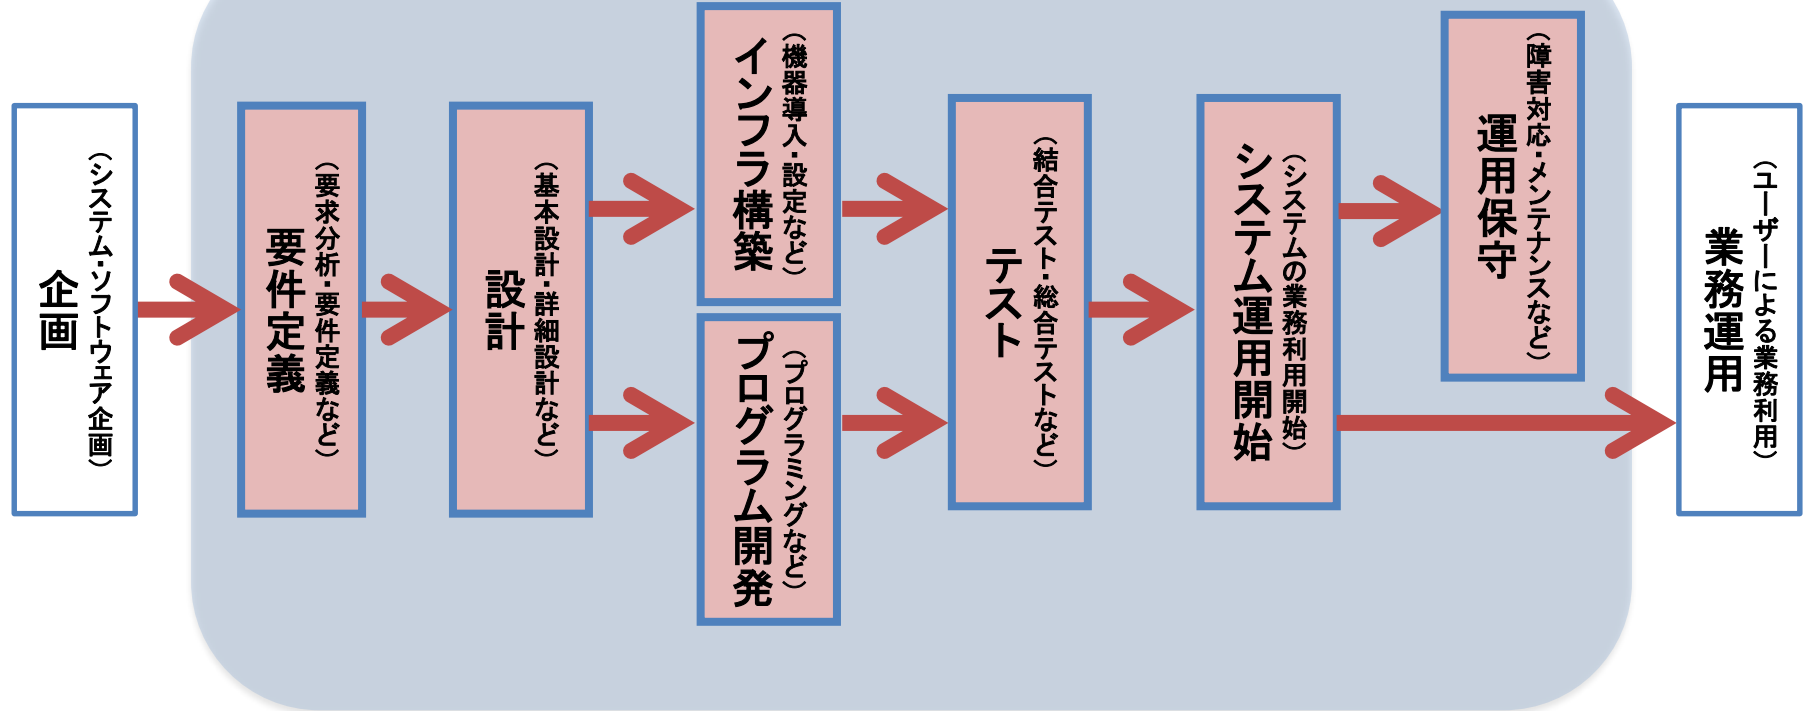 企画
(システム・ソフトウェア企画)
要件定義
(要求分析・要件定義など)
設計
(基本設計・詳細設計など)
インフラ構築
(機器導入・設定など)
プログラム開発
(プログラミングなど)
テスト
(結合テスト・総合テストなど)
システム運用開始
(システムの業務利用開始)
運用保守
(障害対応・メンテナンスなど)
業務運用
(ユーザーによる業務利用)